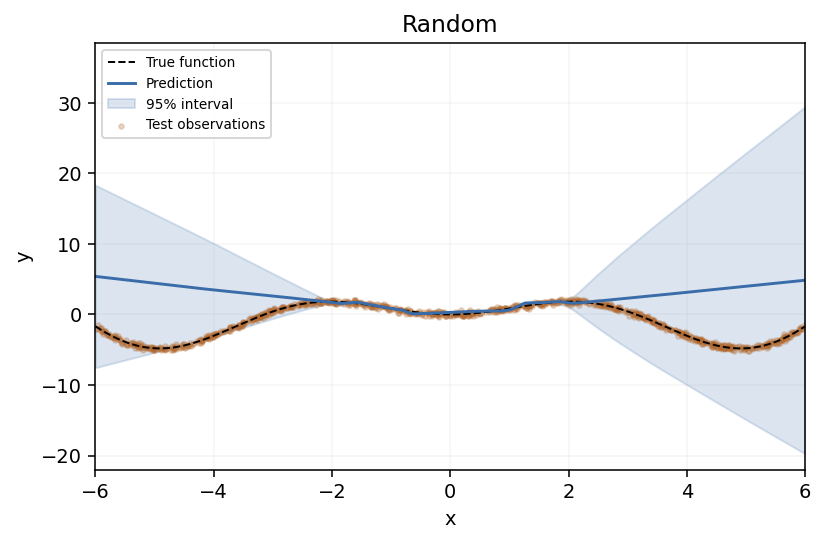 Random
True function
Prediction
95% interval
Test observations
y
30
20
10
0
−10
−20
−6 −4 −2 0 2 4 6
x